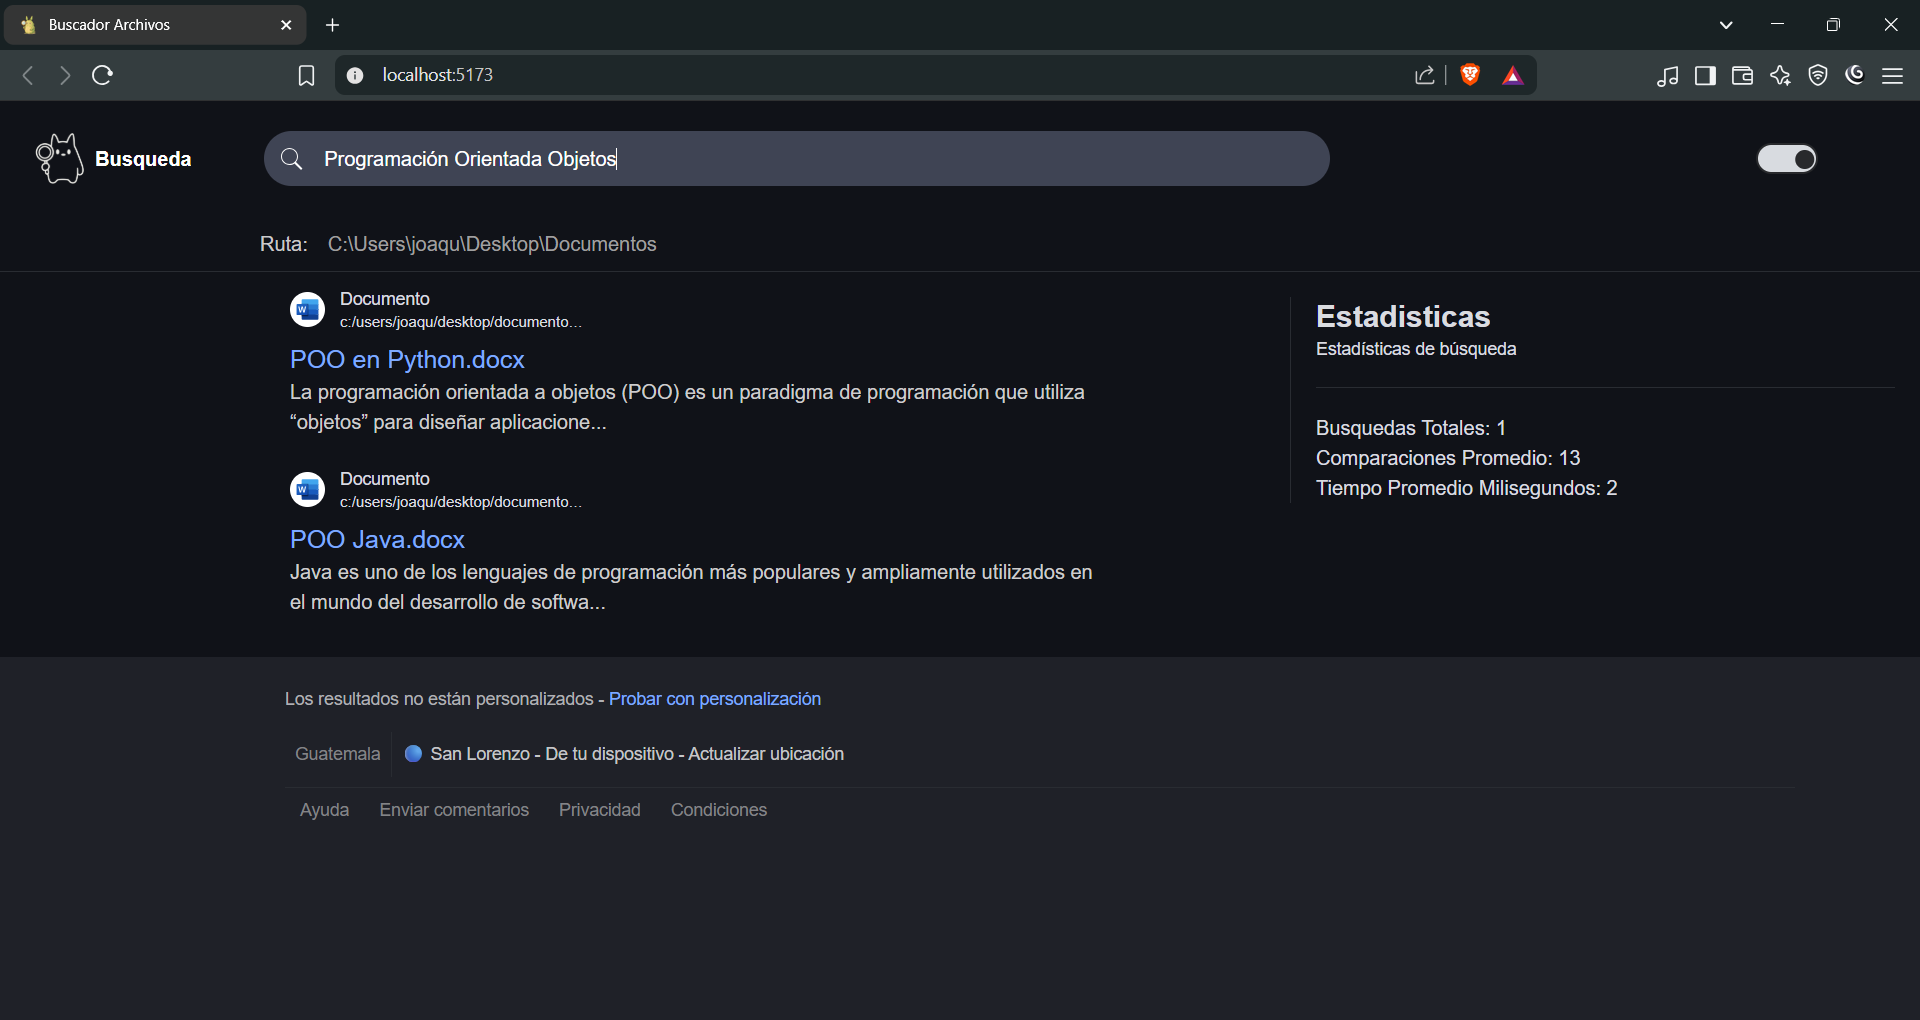 Buscador Archivos
localhost:5173
Busqueda
Programación Orientada Objetos
Ruta: C:\Users\joaqu\Desktop\Documentos
Documento
c:/users/joaqu/desktop/documento...
POO en Python.docx
La programación orientada a objetos (POO) es un paradigma de programación que utiliza
“objetos” para diseñar aplicacione...
Documento
c:/users/joaqu/desktop/documento...
POO Java.docx
Java es uno de los lenguajes de programación más populares y ampliamente utilizados en
el mundo del desarrollo de softwa...
Estadisticas
Estadísticas de búsqueda
Busquedas Totales: 1
Comparaciones Promedio: 13
Tiempo Promedio Milisegundos: 2
Los resultados no están personalizados - Probar con personalización
Guatemala San Lorenzo - De tu dispositivo - Actualizar ubicación
Ayuda Enviar comentarios Privacidad Condiciones